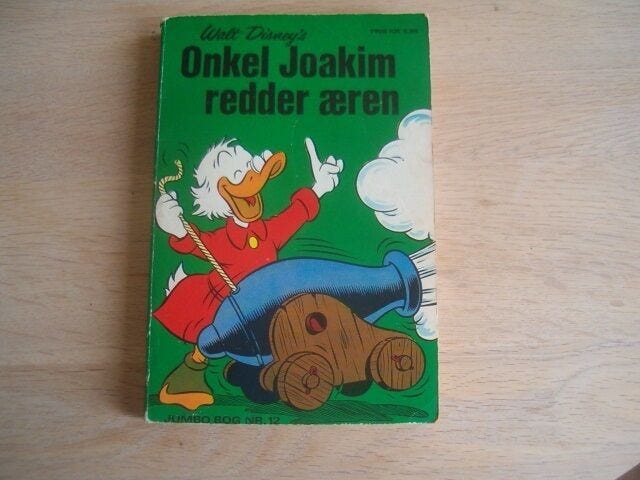 Walt Disney's
Onkel Joakim
redder æren
JUMBO BOG NR. 12